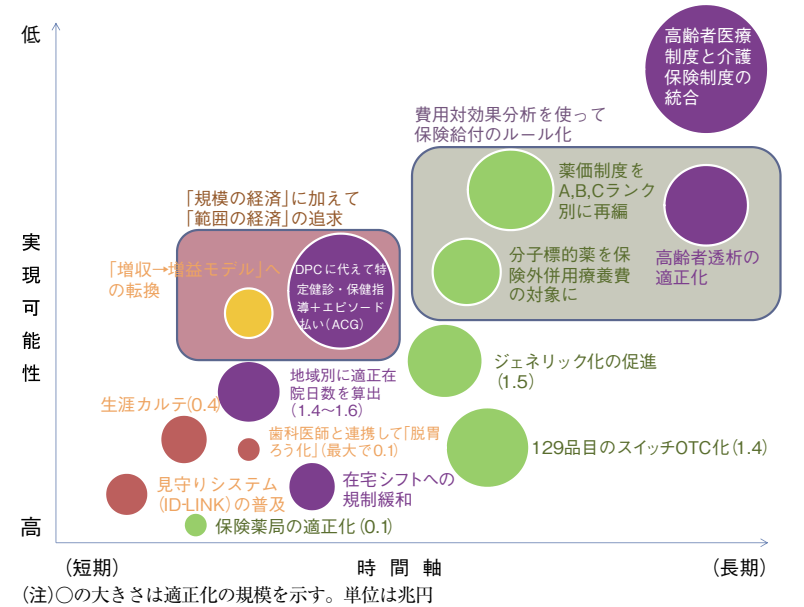 低
高齢者医療
制度と介護
保険制度の
統合
費用対効果分析を使って
保険給付のルール化
薬価制度を
A,B,Cランク
別に再編
高齢者透析の
適正化
分子標的薬を保
険外併用療養費
の対象に
「規模の経済」に加えて
「範囲の経済」の追求
「増収→増益モデル」へ
の転換
DPCに代えて特
定健診・保健指
導＋エピソード
払い(ACG)
実現可能性
ジェネリック化の促進
(1.5)
地域別に適正在
院日数を算出
(1.4〜1.6)
生涯カルテ(0.4)
歯科医師と連携して「脱胃
ろう化」(最大で0.1)
129品目のスイッチOTC化(1.4)
見守りシステム
(ID-LINK)の普及
在宅シフトへの
規制緩和
保険薬局の適正化(0.1)
高
(短期)
時間軸
(長期)
(注)○の大きさは適正化の規模を示す。単位は兆円